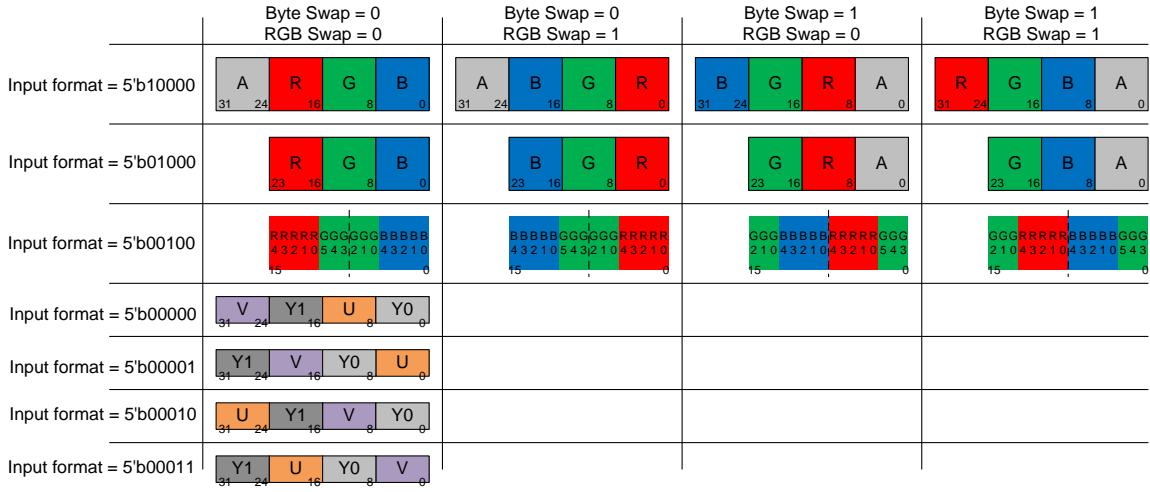 Byte Swap = 0 Byte Swap = 0 Byte Swap = 1 Byte Swap = 1
RGB Swap = 0 RGB Swap = 1 RGB Swap = 0 RGB Swap = 1
Input format = 5'b10000 A R G B A B G R B G R A R G B A
31 24 16 8 0 31 24 16 8 0 31 24 16 8 0 31 24 16 8 0
Input format = 5'b01000 R G B B G R G R A G B A
23 16 8 0 23 16 8 0 23 16 8 0 23 16 8 0
Input format = 5'b00100
RRRRRGGGGGGBBBBB BBBBBGGGGGGRRRRR GGGBBBBBRRRRRGGG GGGRRRRRBBBBBGGG
4321054321043210 4321054321043210 2104321043210543 2104321043210543
15 0 15 0 15 0 15 0
Input format = 5'b00000 V Y1 U Y0
31 24 16 8 0
Input format = 5'b00001 Y1 V Y0 U
31 24 16 8 0
Input format = 5'b00010 U Y1 V Y0
31 24 16 8 0
Input format = 5'b00011 Y1 U Y0 V
31 24 16 8 0